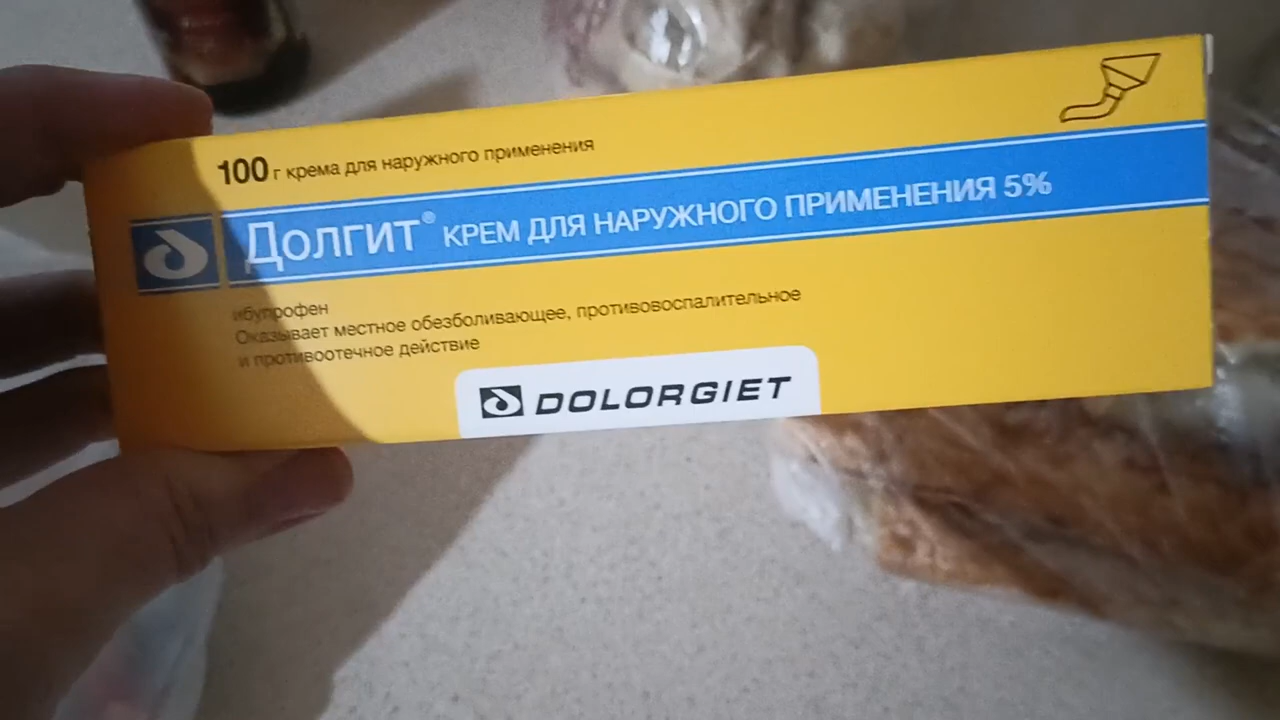 100 г крема для наружного применения
Долгит® КРЕМ ДЛЯ НАРУЖНОГО ПРИМЕНЕНИЯ 5%
ибупрофен
Оказывает местное обезболивающее, противовоспалительное
и противоотечное действие
DOLORGIET